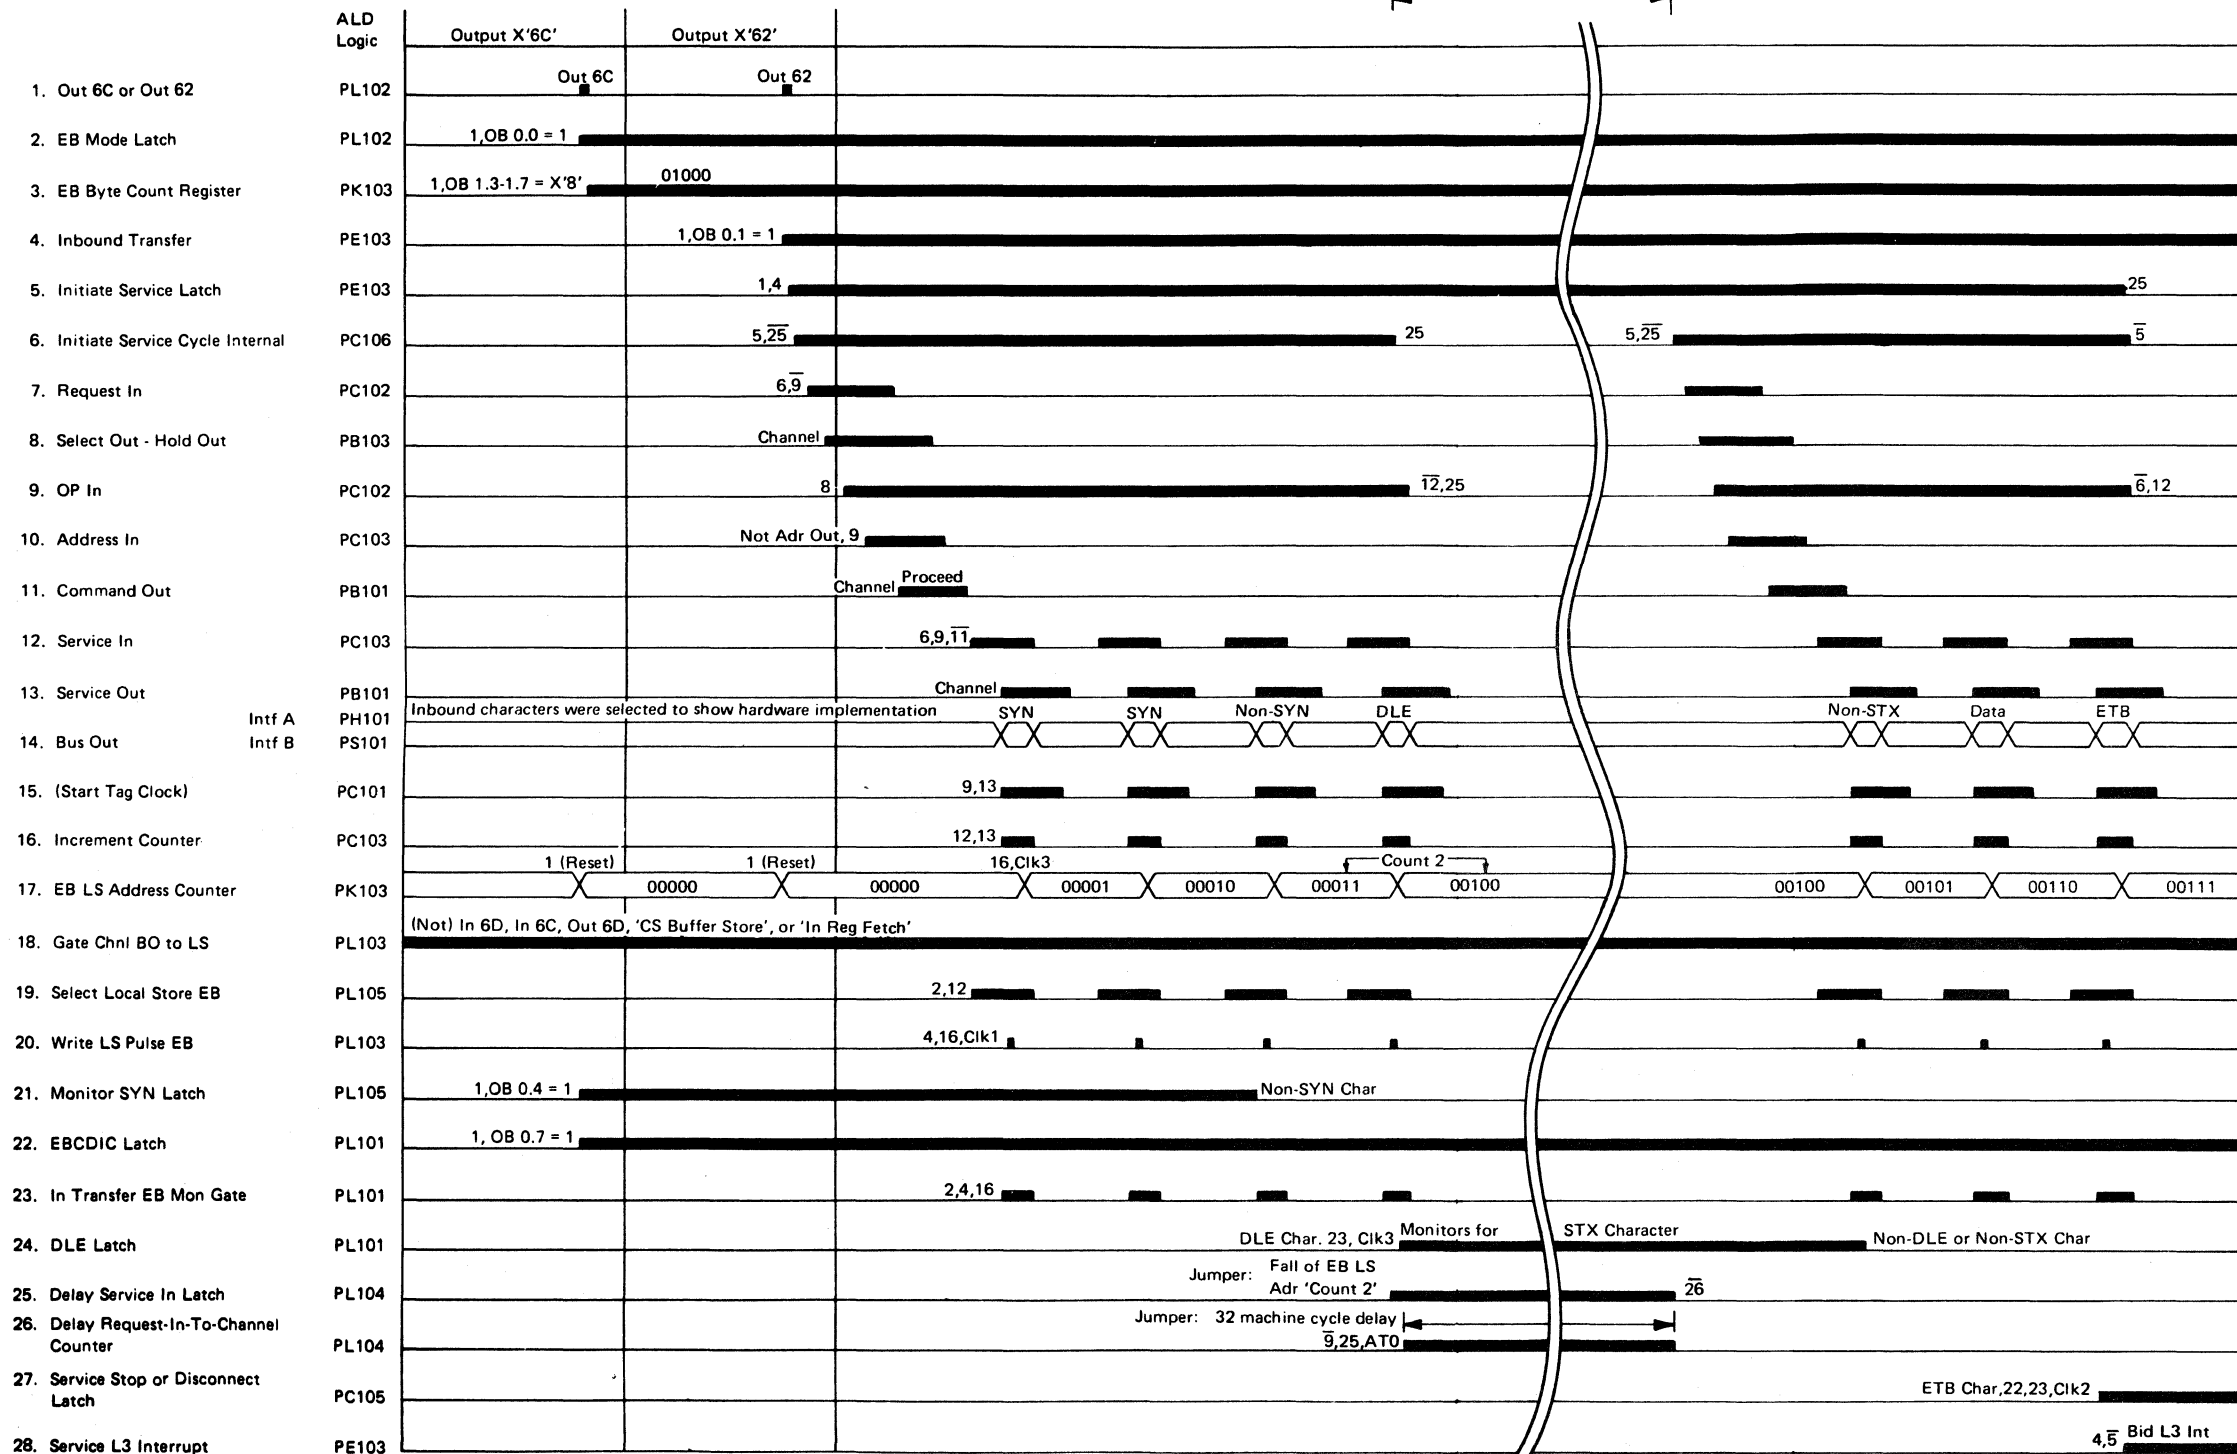 ALD
Logic
Output X'6C'
Output X'62'
1. Out 6C or Out 62 PL102 Out 6C Out 62
2. EB Mode Latch PL102 1,OB 0.0 = 1
3. EB Byte Count Register PK103 1,OB 1.3-1.7 = X'8' 01000
4. Inbound Transfer PE103 1,OB 0.1 = 1
5. Initiate Service Latch PE103 1,4 25
6. Initiate Service Cycle Internal PC106 5,2̅5̅ 25 5,2̅5̅ 5̅
7. Request In PC102 6,9̅
8. Select Out - Hold Out PB103 Channel
9. OP In PC102 8 1̅2̅,25 6̅,12
10. Address In PC103 Not Adr Out, 9
11. Command Out PB101 Channel Proceed
12. Service In PC103 6,9,1̅1̅
13. Service Out PB101 Channel
Intf A PH101 Inbound characters were selected to show hardware implementation SYN SYN Non-SYN DLE Non-STX Data ETB
14. Bus Out Intf B PS101
15. (Start Tag Clock) PC101 9,13
16. Increment Counter PC103 12,13
1 (Reset) 1 (Reset) 16,Clk3 Count 2
17. EB LS Address Counter PK103 00000 00000 00001 00010 00011 00100 00100 00101 00110 00111
(Not) In 6D, In 6C, Out 6D, 'CS Buffer Store', or 'In Reg Fetch'
18. Gate Chnl BO to LS PL103
19. Select Local Store EB PL105 2,12
20. Write LS Pulse EB PL103 4,16,Clk1
21. Monitor SYN Latch PL105 1,OB 0.4 = 1 Non-SYN Char
22. EBCDIC Latch PL101 1, OB 0.7 = 1
23. In Transfer EB Mon Gate PL101 2,4,16
24. DLE Latch PL101 DLE Char. 23, Clk3 Monitors for STX Character Non-DLE or Non-STX Char
Jumper: Fall of EB LS
Adr 'Count 2'
25. Delay Service In Latch PL104 2̅6̅
26. Delay Request-In-To-Channel Jumper: 32 machine cycle delay
Counter PL104 9̅,25,AT0
27. Service Stop or Disconnect
Latch PC105 ETB Char,22,23,Clk2
28. Service L3 Interrupt PE103 4,5̅ Bid L3 Int